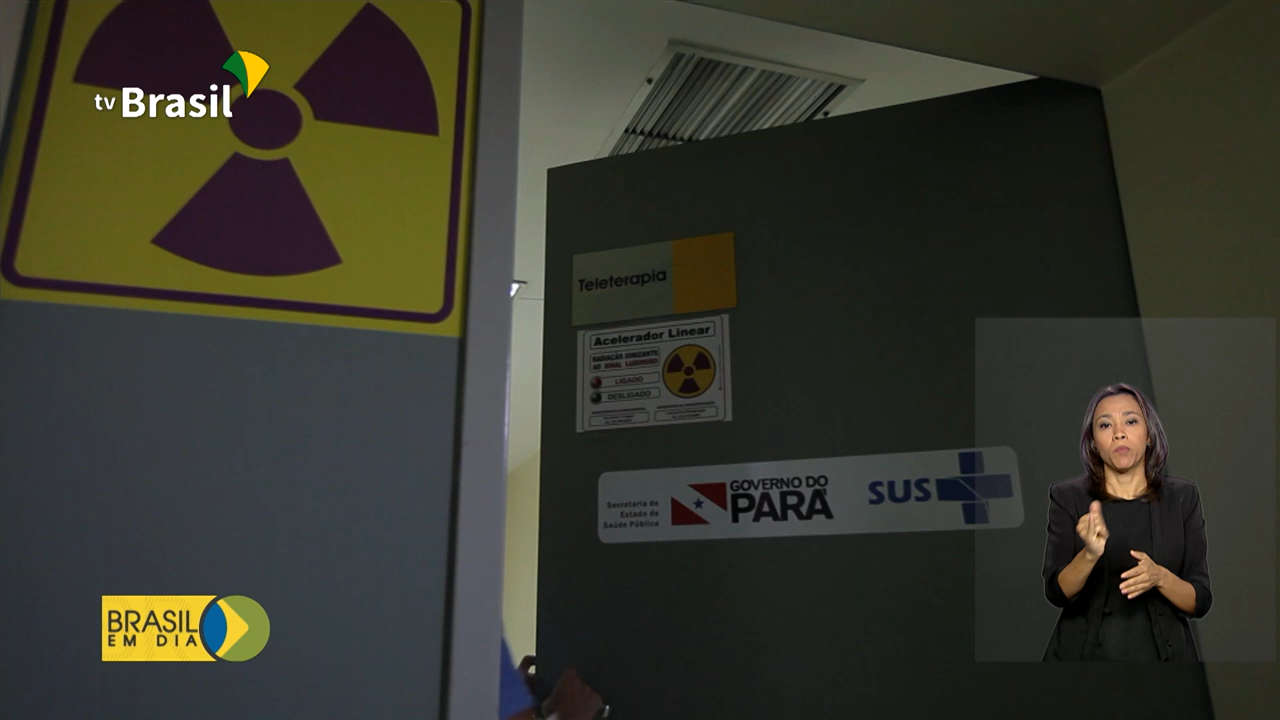 tv Brasil
Teleterapia
Acelerador Linear
RADIAÇÃO IONIZANTE
AO SINAL LUMINOSO
LIGADO
DESLIGADO
Secretaria de
Estado de
Saúde Pública
GOVERNO DO
PARÁ
SUS
BRASIL
EM DIA